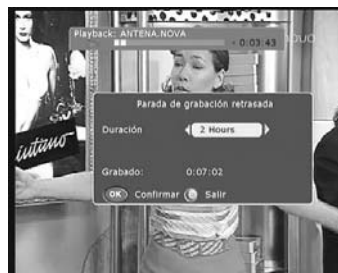 Playback: ANTENA.NOVA
0:03:43
Parada de grabación retrasada
Duración
2 Hours
Grabado:
0:07:02
OK Confirmar Salir